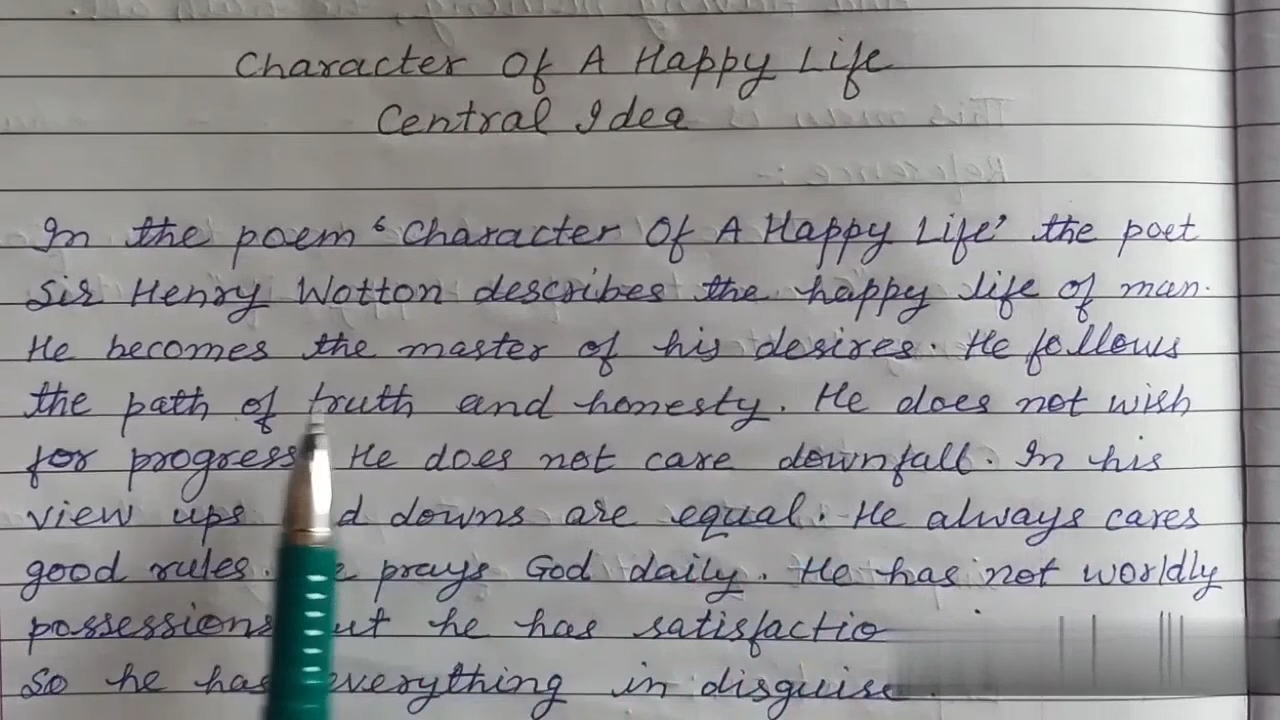 Character Of A Happy Life
Central Idea
In the poem ‘Character Of A Happy Life’ the poet
Sir Henry Wotton describes the happy life of man.
He becomes the master of his desires. He follows
the path of truth and honesty. He does not wish
for progress He does not care downfall. In his
view ups d downs are equal. He always cares
good rules. prays God daily. He has not worldly
possessions ut he has satisfactio
So he has everything in disguise.